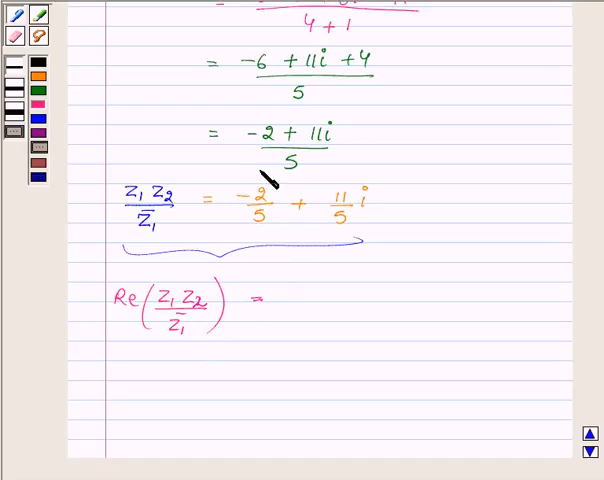 =
4 + 1
= -6 + 11i + 4
5
= -2 + 11i
5
z₁ z₂ / z̄₁ = -2/5 + 11/5 i
Re(z₁ z₂ / z̄₁) =